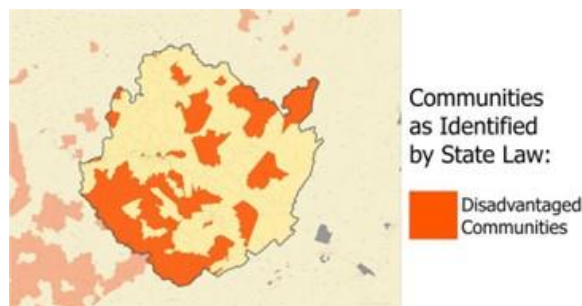 Communities
as Identified
by State Law:
Disadvantaged
Communities